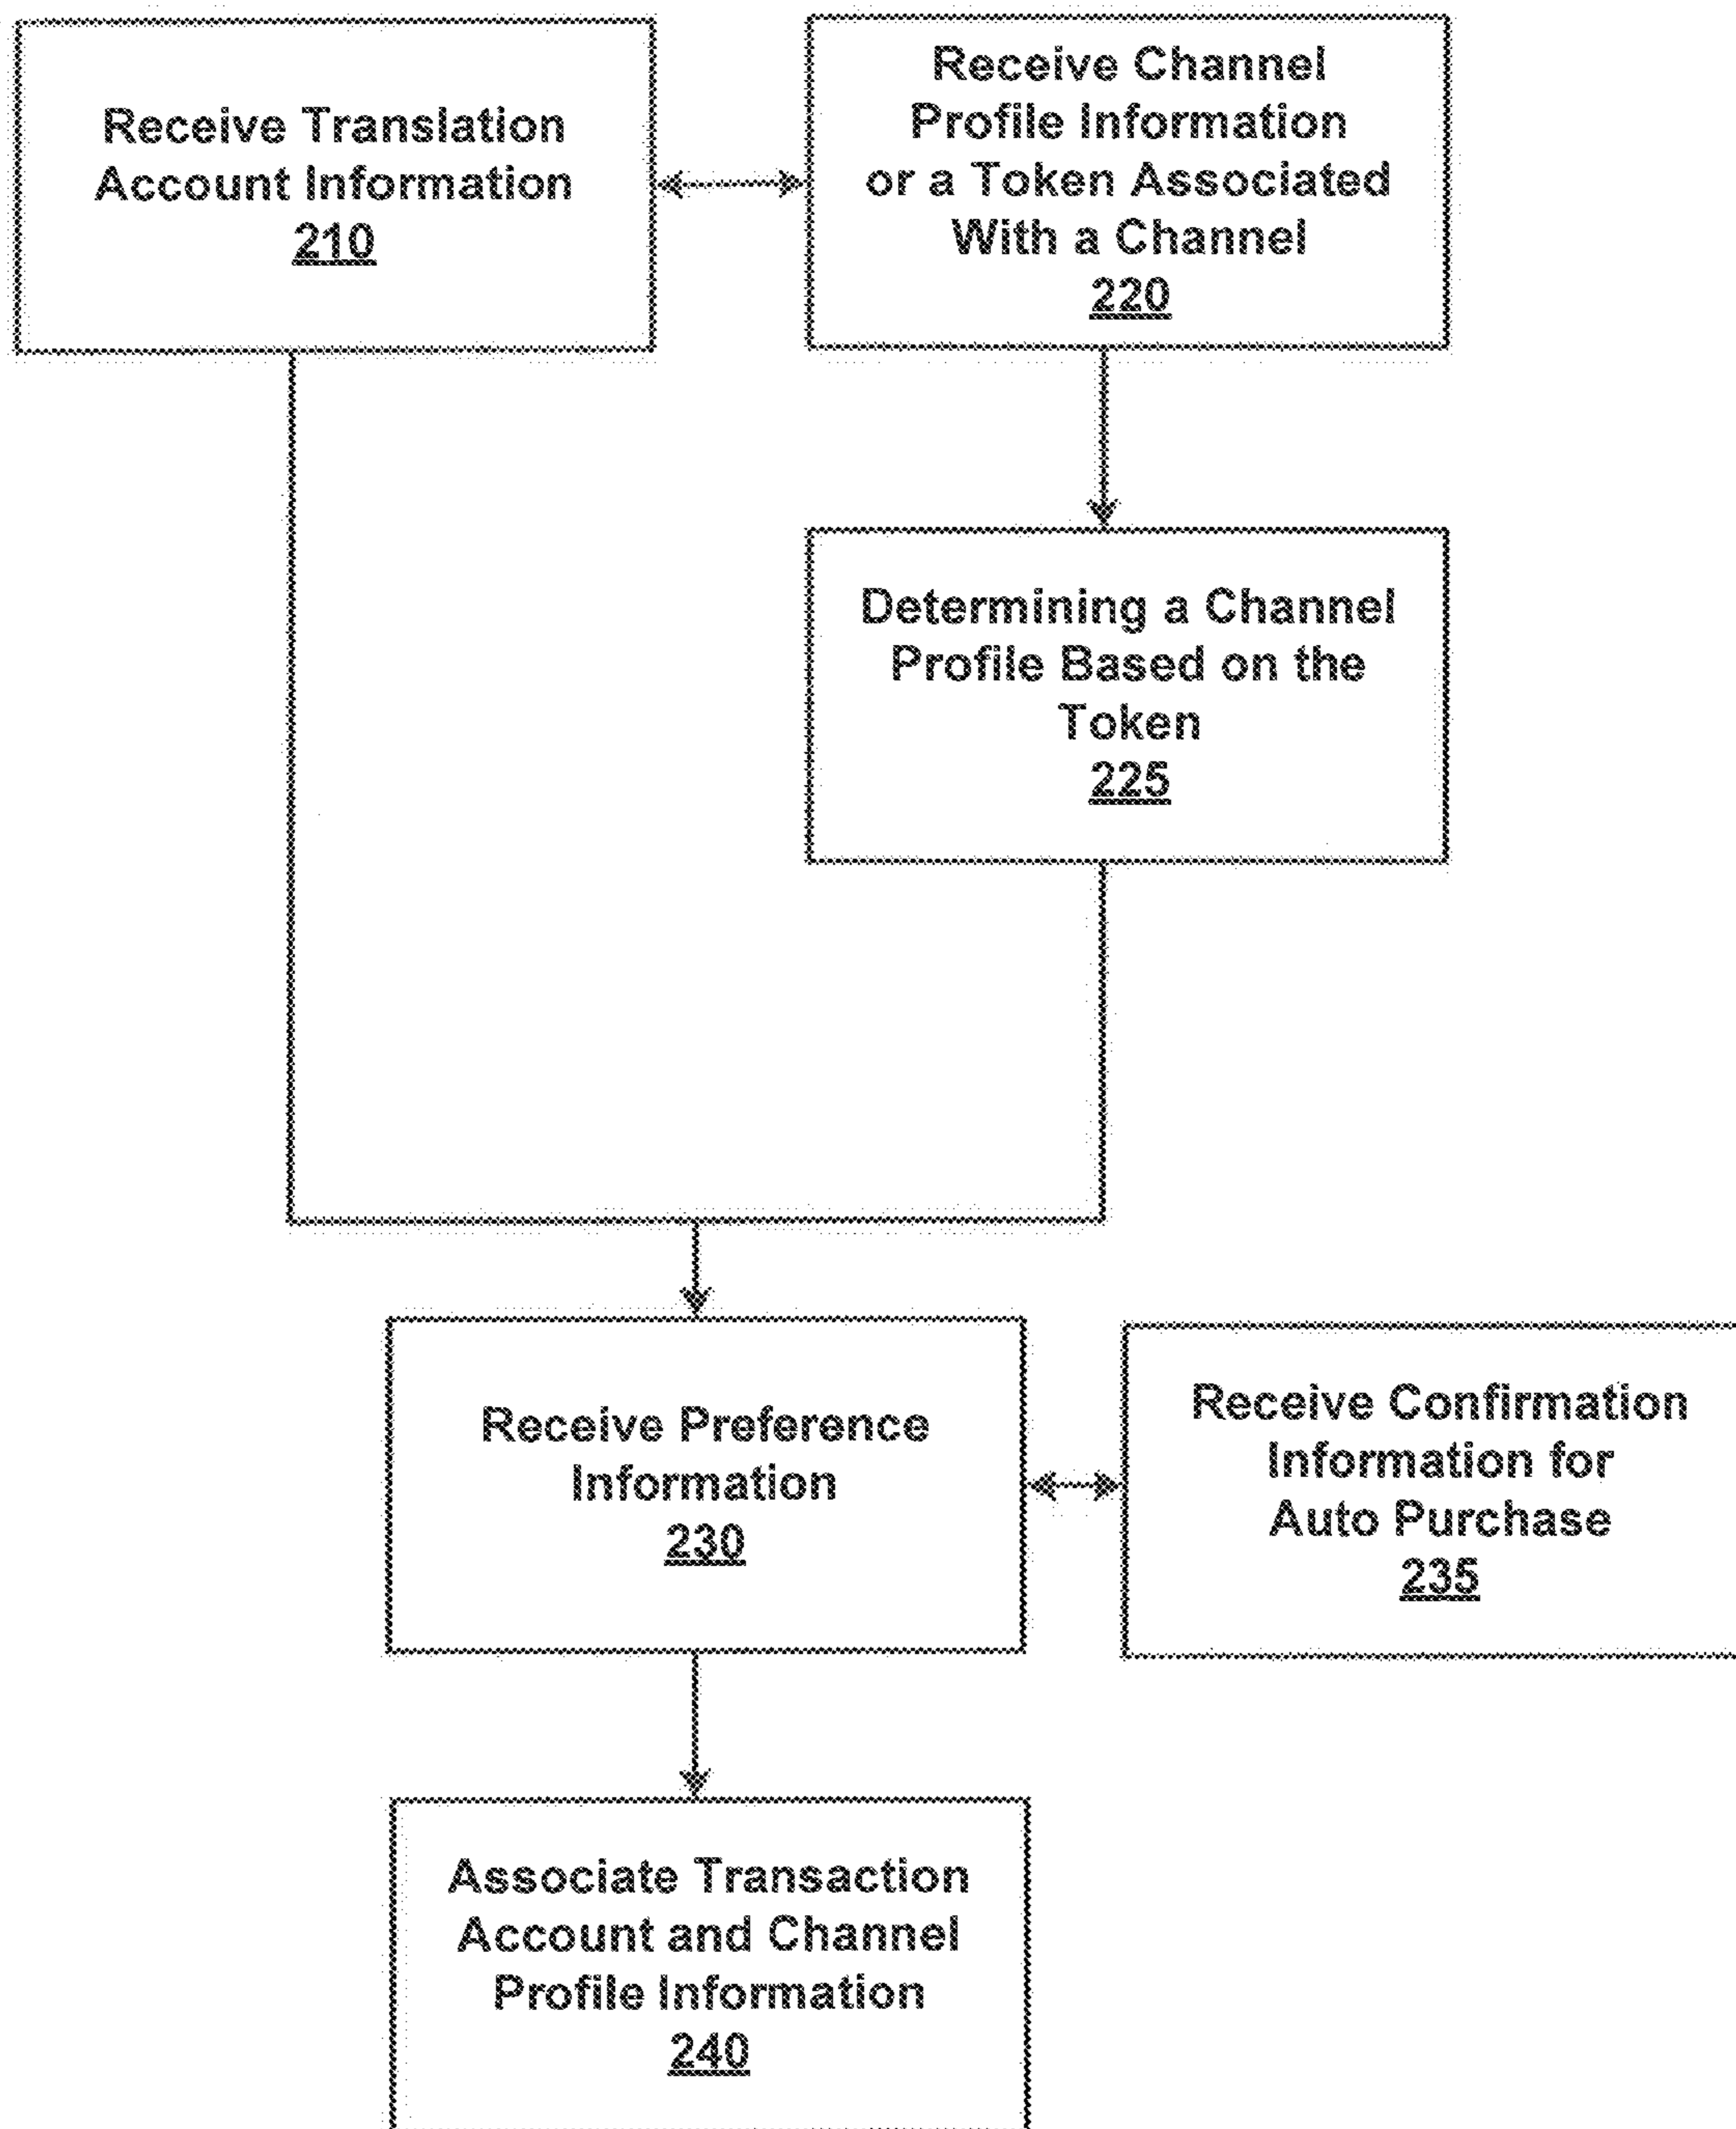 Receive Translation
Account Information
210
Receive Channel
Profile Information
or a Token Associated
With a Channel
220
Determining a Channel
Profile Based on the
Token
225
Receive Preference
Information
230
Receive Confirmation
Information for
Auto Purchase
235
Associate Transaction
Account and Channel
Profile Information
240